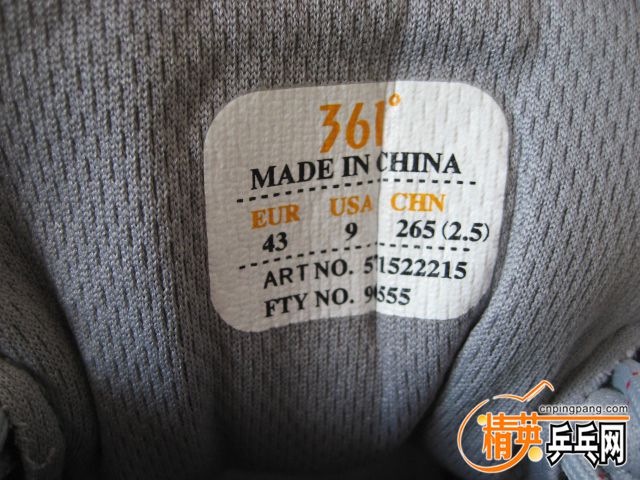 361°
MADE IN CHINA
EUR USA CHN
43 9 265 (2.5)
ART NO. 571522215
FTY NO.
cnpingpang.com
精英乒乓网